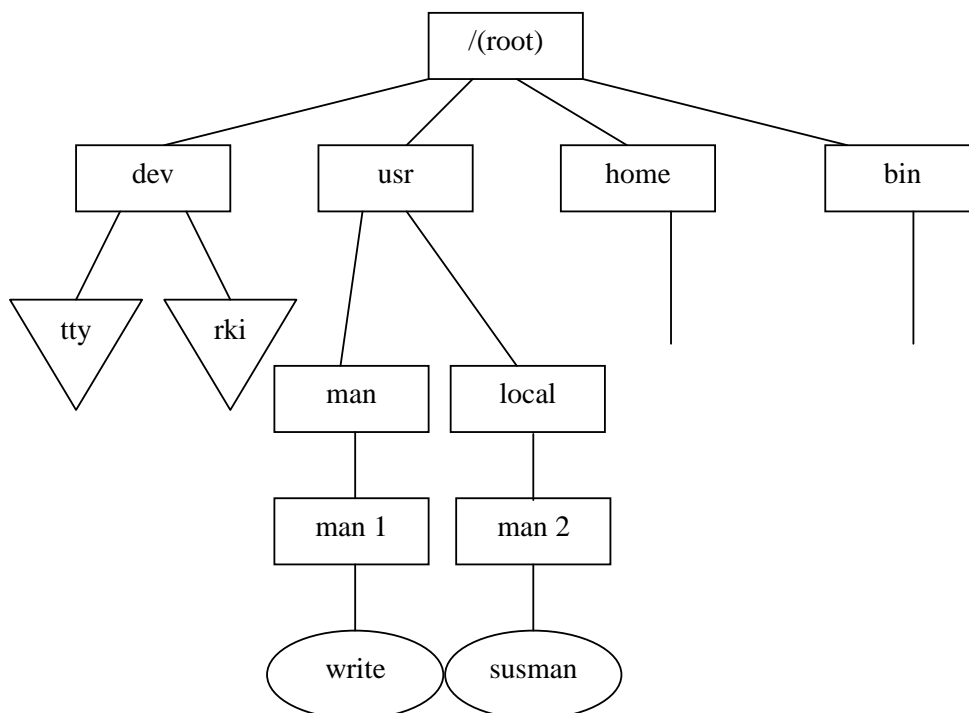 /(root)
dev
usr
home
bin
tty
rki
man
local
man 1
man 2
write
susman